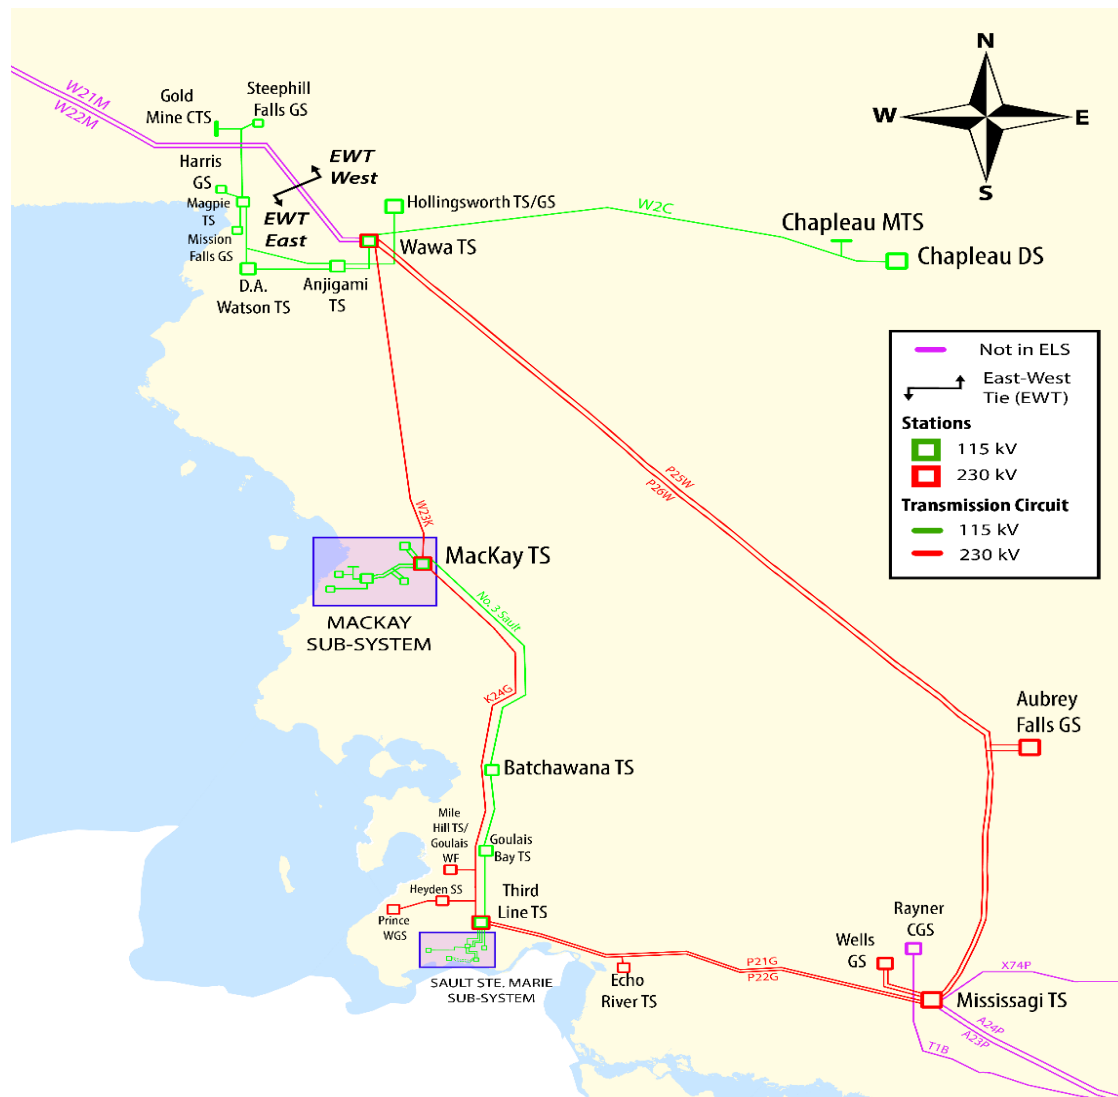 N
W
E
S
W21M
W22M
Gold
Mine CTS
Steephill
Falls GS
Harris
GS
Magpie
TS
Mission
Falls GS
EWT
West
EWT
East
Hollingsworth TS/GS
Wawa TS
D.A.
Watson TS
Anjigami
TS
W2C
Chapleau MTS
Chapleau DS
Not in ELS
East-West
Tie (EWT)
Stations
115 kV
230 kV
Transmission Circuit
115 kV
230 kV
P25W
P26W
W23K
MacKay TS
MACKAY
SUB-SYSTEM
No. 3 Sault
K24G
Aubrey
Falls GS
Batchawana TS
Mile
Hill TS/
Goulais
WF
Goulais
Bay TS
Heyden SS
Prince
WGS
Third
Line TS
SAULT STE. MARIE
SUB-SYSTEM
Echo
River TS
P21G
P22G
Wells
GS
Rayner
CGS
X74P
Mississagi TS
A24P
A23P
T1B